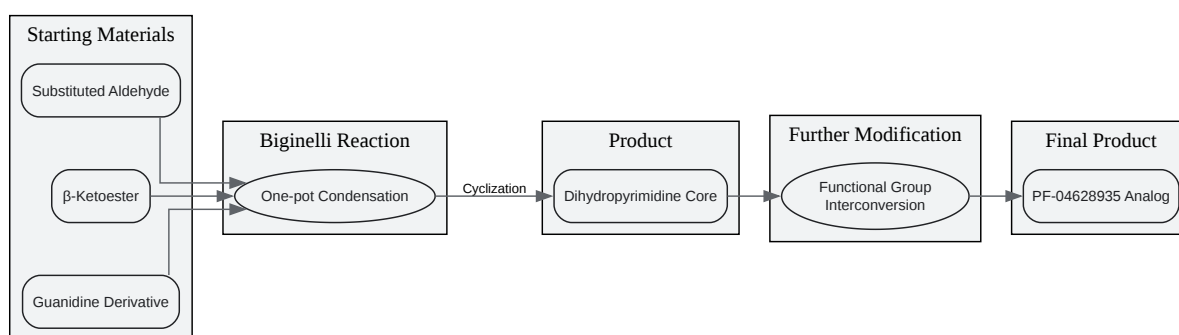 Starting Materials
Substituted Aldehyde
β-Ketoester
Guanidine Derivative
Biginelli Reaction
One-pot Condensation
Cyclization
Product
Dihydropyrimidine Core
Further Modification
Functional Group
Interconversion
Final Product
PF-04628935 Analog